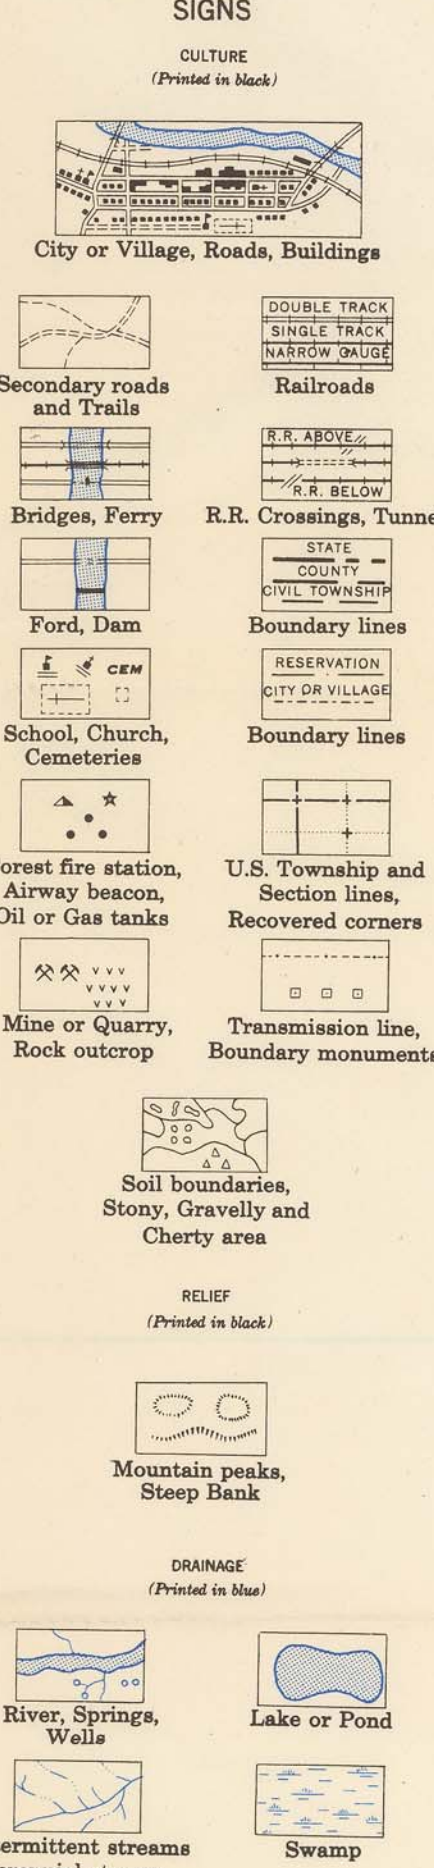 SIGNS
CULTURE
(Printed in black)
City or Village, Roads, Buildings
Secondary roads
and Trails
DOUBLE TRACK
SINGLE TRACK
NARROW GAUGE
Railroads
Bridges, Ferry
R.R. ABOVE
R.R. BELOW
R.R. Crossings, Tunne
Ford, Dam
STATE
COUNTY
CIVIL TOWNSHIP
Boundary lines
CEM
School, Church,
Cemeteries
RESERVATION
CITY OR VILLAGE
Boundary lines
orest fire station,
Airway beacon,
Oil or Gas tanks
U.S. Township and
Section lines,
Recovered corners
Mine or Quarry,
Rock outcrop
Transmission line,
Boundary monuments
Soil boundaries,
Stony, Gravelly and
Cherty area
RELIEF
(Printed in black)
Mountain peaks,
Steep Bank
DRAINAGE
(Printed in blue)
River, Springs,
Wells
Lake or Pond
ermittent streams
Swamp